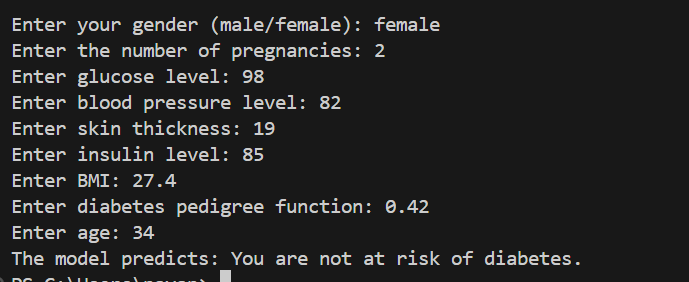 Enter your gender (male/female): female
Enter the number of pregnancies: 2
Enter glucose level: 98
Enter blood pressure level: 82
Enter skin thickness: 19
Enter insulin level: 85
Enter BMI: 27.4
Enter diabetes pedigree function: 0.42
Enter age: 34
The model predicts: You are not at risk of diabetes.
PS C:\Users\